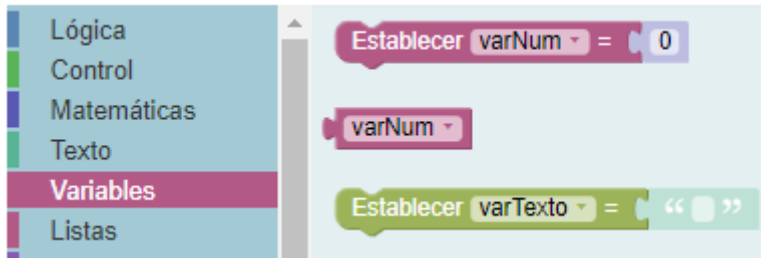 Lógica
Control
Matemáticas
Texto
Variables
Listas
Establecer varNum = 0
varNum
Establecer varTexto = “ ”